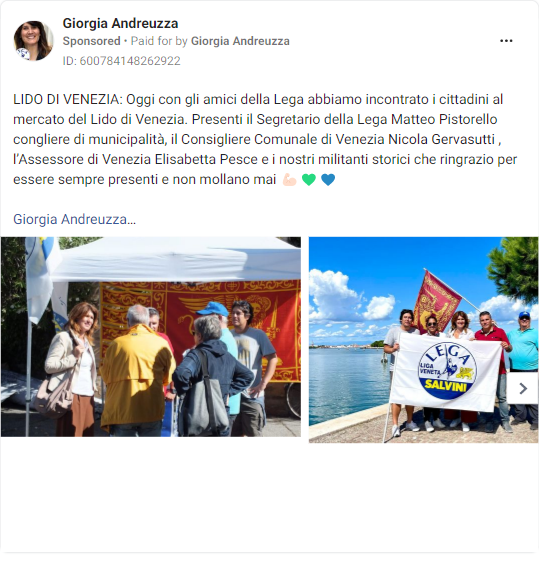 Giorgia Andreuzza
Sponsored • Paid for by Giorgia Andreuzza
ID: 600784148262922
LIDO DI VENEZIA: Oggi con gli amici della Lega abbiamo incontrato i cittadini al
mercato del Lido di Venezia. Presenti il Segretario della Lega Matteo Pistorello
congliere di municipalità, il Consigliere Comunale di Venezia Nicola Gervasutti ,
l'Assessore di Venezia Elisabetta Pesce e i nostri militanti storici che ringrazio per
essere sempre presenti e non mollano mai 💪🏻 💚 💙
Giorgia Andreuzza...
LEGA
LIGA
VENETA
SALVINI